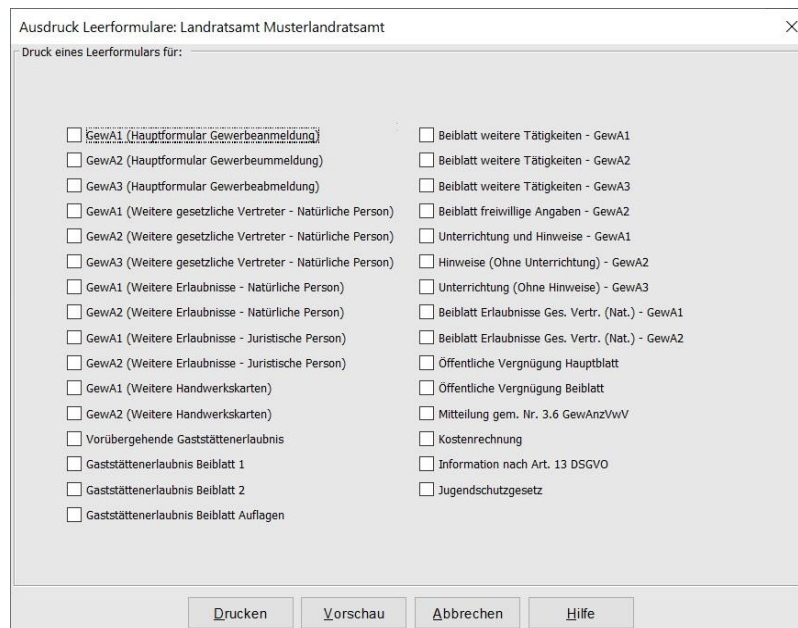 Ausdruck Leerformulare: Landratsamt Musterlandratsamt
Druck eines Leerformulars für:
GewA1 (Hauptformular Gewerbeanmeldung)
GewA2 (Hauptformular Gewerbeummeldung)
GewA3 (Hauptformular Gewerbeabmeldung)
GewA1 (Weitere gesetzliche Vertreter - Natürliche Person)
GewA2 (Weitere gesetzliche Vertreter - Natürliche Person)
GewA3 (Weitere gesetzliche Vertreter - Natürliche Person)
GewA1 (Weitere Erlaubnisse - Natürliche Person)
GewA2 (Weitere Erlaubnisse - Natürliche Person)
GewA1 (Weitere Erlaubnisse - Juristische Person)
GewA2 (Weitere Erlaubnisse - Juristische Person)
GewA1 (Weitere Handwerkskarten)
GewA2 (Weitere Handwerkskarten)
Vorübergehende Gaststättenerlaubnis
Gaststättenerlaubnis Beiblatt 1
Gaststättenerlaubnis Beiblatt 2
Gaststättenerlaubnis Beiblatt Auflagen
Beiblatt weitere Tätigkeiten - GewA1
Beiblatt weitere Tätigkeiten - GewA2
Beiblatt weitere Tätigkeiten - GewA3
Beiblatt freiwillige Angaben - GewA2
Unterrichtung und Hinweise - GewA1
Hinweise (Ohne Unterrichtung) - GewA2
Unterrichtung (Ohne Hinweise) - GewA3
Beiblatt Erlaubnisse Ges. Vertr. (Nat.) - GewA1
Beiblatt Erlaubnisse Ges. Vertr. (Nat.) - GewA2
Öffentliche Vergnügung Hauptblatt
Öffentliche Vergnügung Beiblatt
Mitteilung gem. Nr. 3.6 GewAnzVwV
Kostenrechnung
Information nach Art. 13 DSGVO
Jugendschutzgesetz
Drucken
Vorschau
Abbrechen
Hilfe